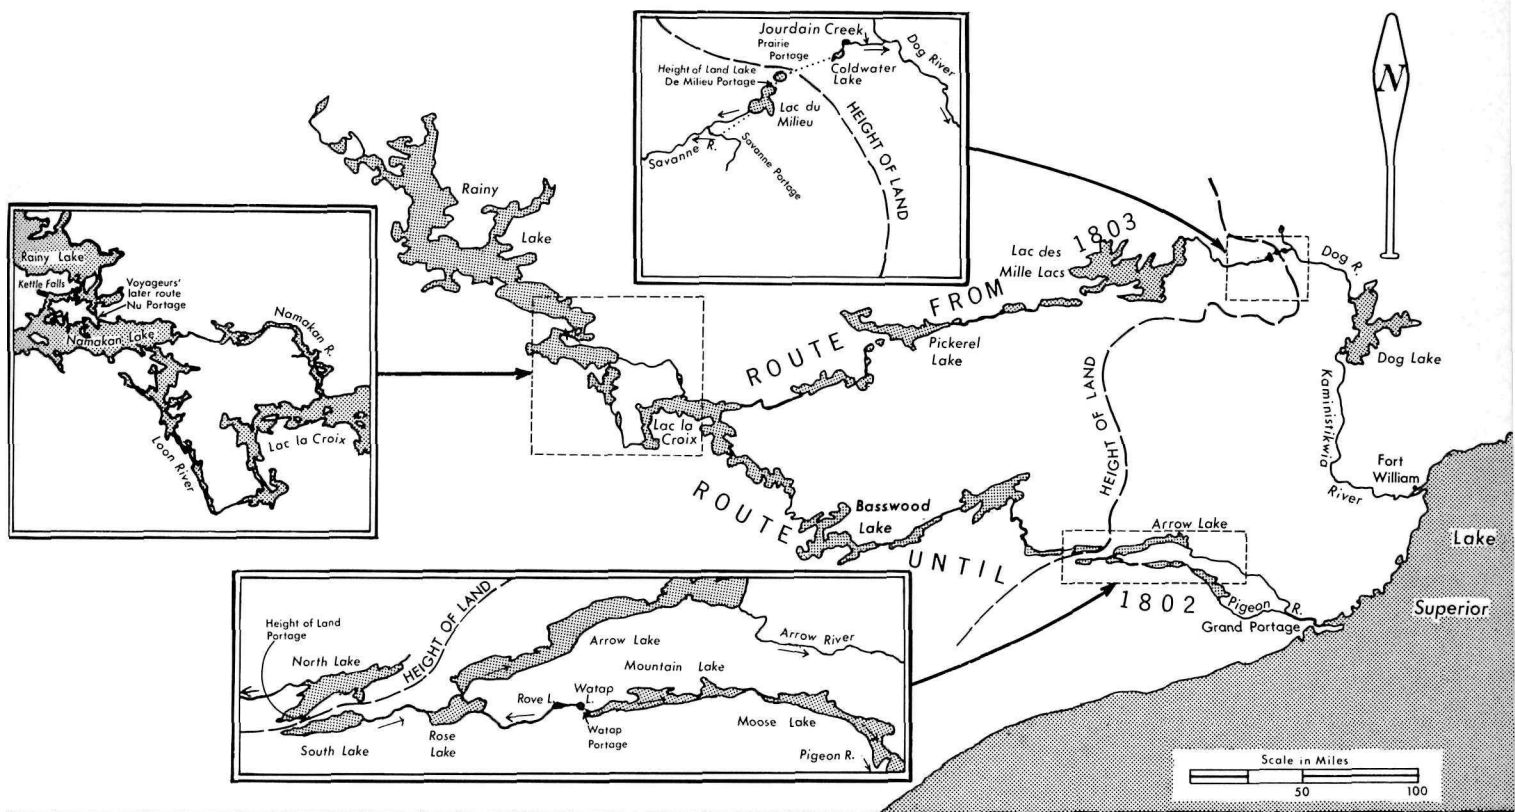 Jourdain Creek
Prairie
Portage
Dog River
Height of Land Lake
De Milieu Portage
Coldwater
Lake
Lac du
Milieu
HEIGHT OF LAND
Savanne R.
Savanne Portage
N
Rainy
Lake
Rainy Lake
Kettle Falls
Voyageurs'
later route
Nu Portage
Namakan Lake
Namakan R.
Loon River
Lac la Croix
ROUTE FROM 1803
Lac des
Mille Lacs
Pickerel
Lake
Dog R.
Dog Lake
Kaministikwia
River
Fort
William
HEIGHT OF LAND
Lac la
Croix
ROUTE UNTIL 1802
Basswood
Lake
Arrow Lake
Pigeon R.
Grand Portage
Lake
Superior
Height of Land
Portage
North Lake
HEIGHT OF LAND
Arrow Lake
Arrow River
Mountain Lake
Rove L.
Watap
L.
Watap
Portage
South Lake
Rose
Lake
Moose Lake
Pigeon R.
Scale in Miles
50 100